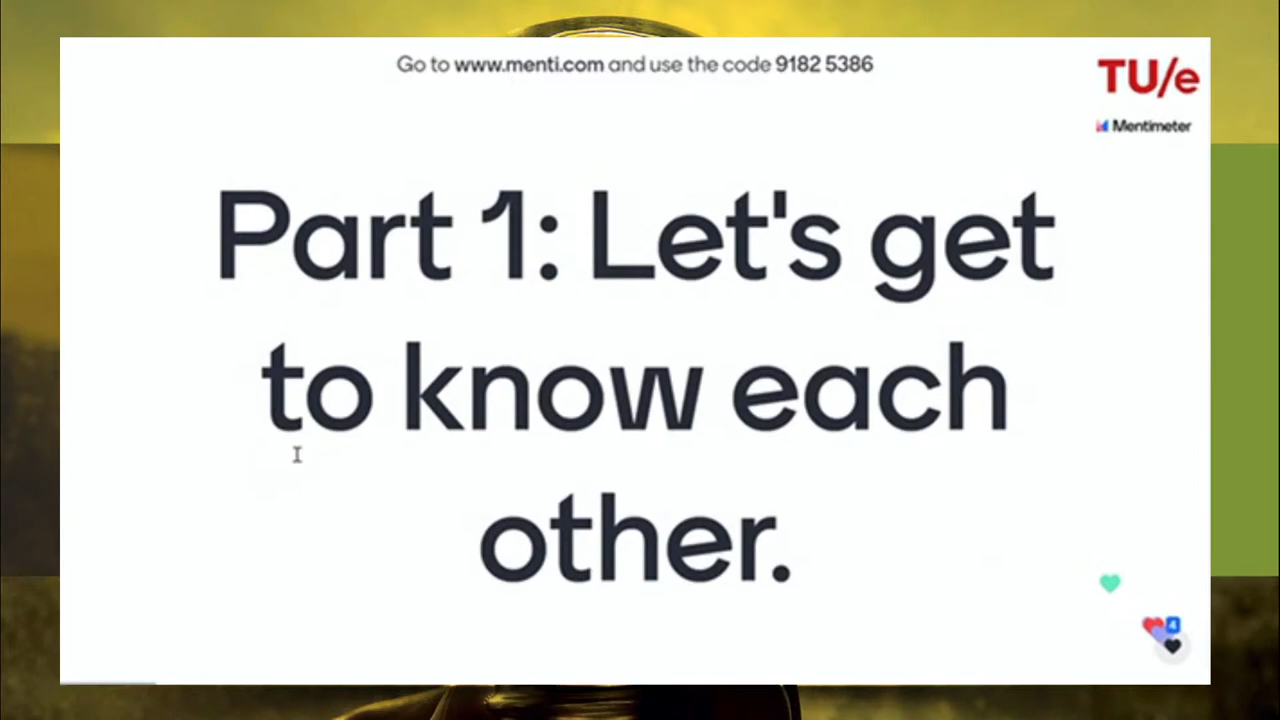 Go to www.menti.com and use the code 9182 5386
TU/e
Mentimeter
Part 1: Let's get
to know each
other.
4